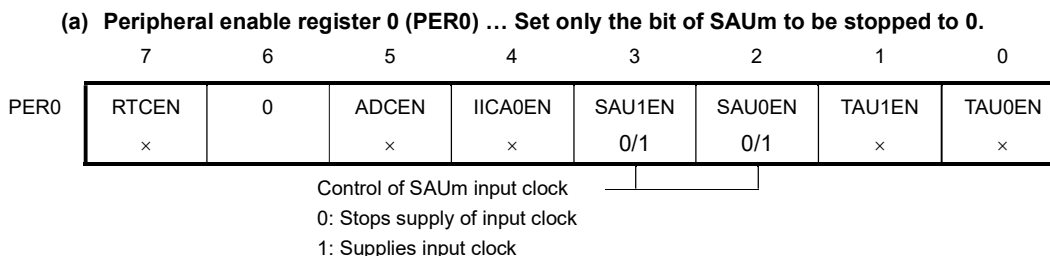 (a) Peripheral enable register 0 (PER0) … Set only the bit of SAUm to be stopped to 0.
7 6 5 4 3 2 1 0
PER0 RTCEN 0 ADCEN IICA0EN SAU1EN SAU0EN TAU1EN TAU0EN
× × × 0/1 0/1 × ×
Control of SAUm input clock
0: Stops supply of input clock
1: Supplies input clock